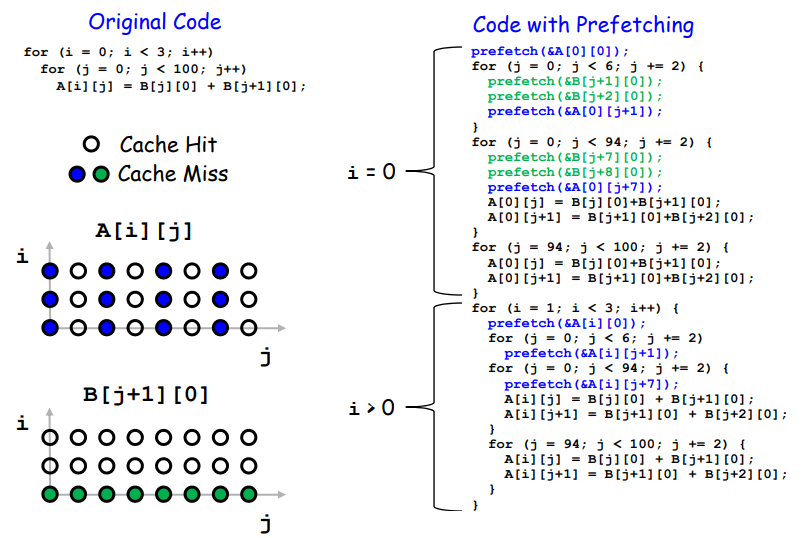 Original Code
for (i = 0; i < 3; i++)
for (j = 0; j < 100; j++)
A[i][j] = B[j][0] + B[j+1][0];
Cache Hit
Cache Miss
A[i][j]
i
j
B[j+1][0]
i
j
Code with Prefetching
i = 0
prefetch(&A[0][0]);
for (j = 0; j < 6; j += 2) {
prefetch(&B[j+1][0]);
prefetch(&B[j+2][0]);
prefetch(&A[0][j+1]);
}
for (j = 0; j < 94; j += 2) {
prefetch(&B[j+7][0]);
prefetch(&B[j+8][0]);
prefetch(&A[0][j+7]);
A[0][j] = B[j][0]+B[j+1][0];
A[0][j+1] = B[j+1][0]+B[j+2][0];
}
for (j = 94; j < 100; j += 2) {
A[0][j] = B[j][0]+B[j+1][0];
A[0][j+1] = B[j+1][0]+B[j+2][0];
}
i > 0
for (i = 1; i < 3; i++) {
prefetch(&A[i][0]);
for (j = 0; j < 6; j += 2)
prefetch(&A[i][j+1]);
for (j = 0; j < 94; j += 2) {
prefetch(&A[i][j+7]);
A[i][j] = B[j][0] + B[j+1][0];
A[i][j+1] = B[j+1][0] + B[j+2][0];
}
for (j = 94; j < 100; j += 2) {
A[i][j] = B[j][0] + B[j+1][0];
A[i][j+1] = B[j+1][0] + B[j+2][0];
}
}